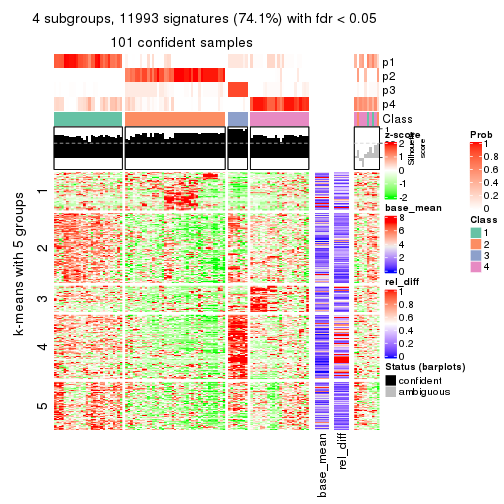 4 subgroups, 11993 signatures (74.1%) with fdr < 0.05
101 confident samples
p1
p2
p3
p4
Class
1
Silhouette
score
k-means with 5 groups
1
2
3
4
5
base_mean
rel_diff
z-score
2
1
0
-1
-2
base_mean
8
6
4
2
0
rel_diff
1
0.8
0.6
0.4
0.2
0
Status (barplots)
confident
ambiguous
Prob
1
0.8
0.6
0.4
0.2
0
Class
1
2
3
4